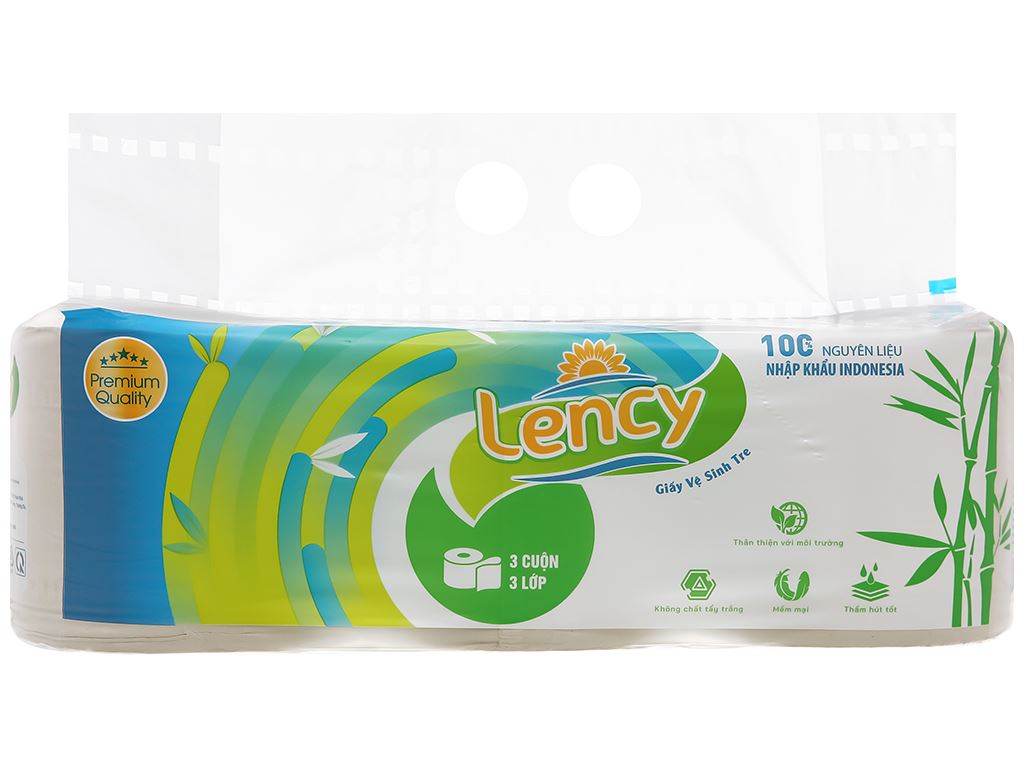 Premium
Quality
100%
NGUYÊN LIỆU
NHẬP KHẨU INDONESIA
Lency
Giấy Vệ Sinh Tre
3 CUỘN
3 LỚP
Thân thiện với môi trường
Không chất tẩy trắng
Mềm mại
Thấm hút tốt